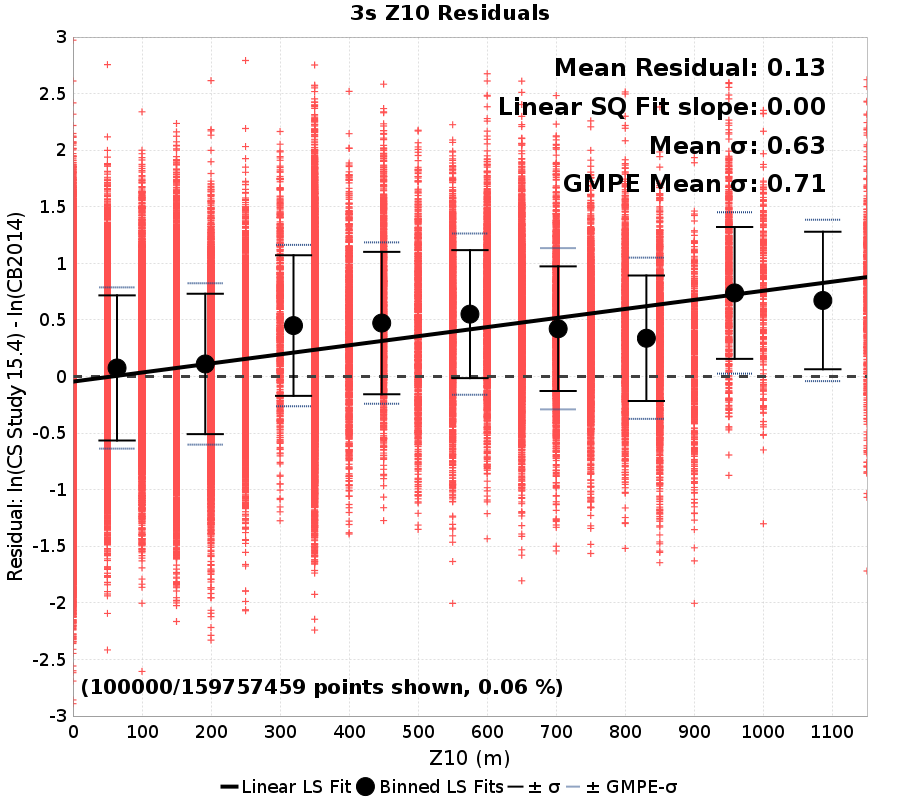 3s Z10 Residuals
Mean Residual: 0.13
Linear SQ Fit slope: 0.00
Mean σ: 0.63
GMPE Mean σ: 0.71
Residual: ln(CS Study 15.4) - ln(CB2014)
3
2.5
2
1.5
1
0.5
0
-0.5
-1
-1.5
-2
-2.5
-3
(100000/159757459 points shown, 0.06 %)
0 100 200 300 400 500 600 700 800 900 1000 1100
Z10 (m)
Linear LS Fit Binned LS Fits ± σ ± GMPE-σ